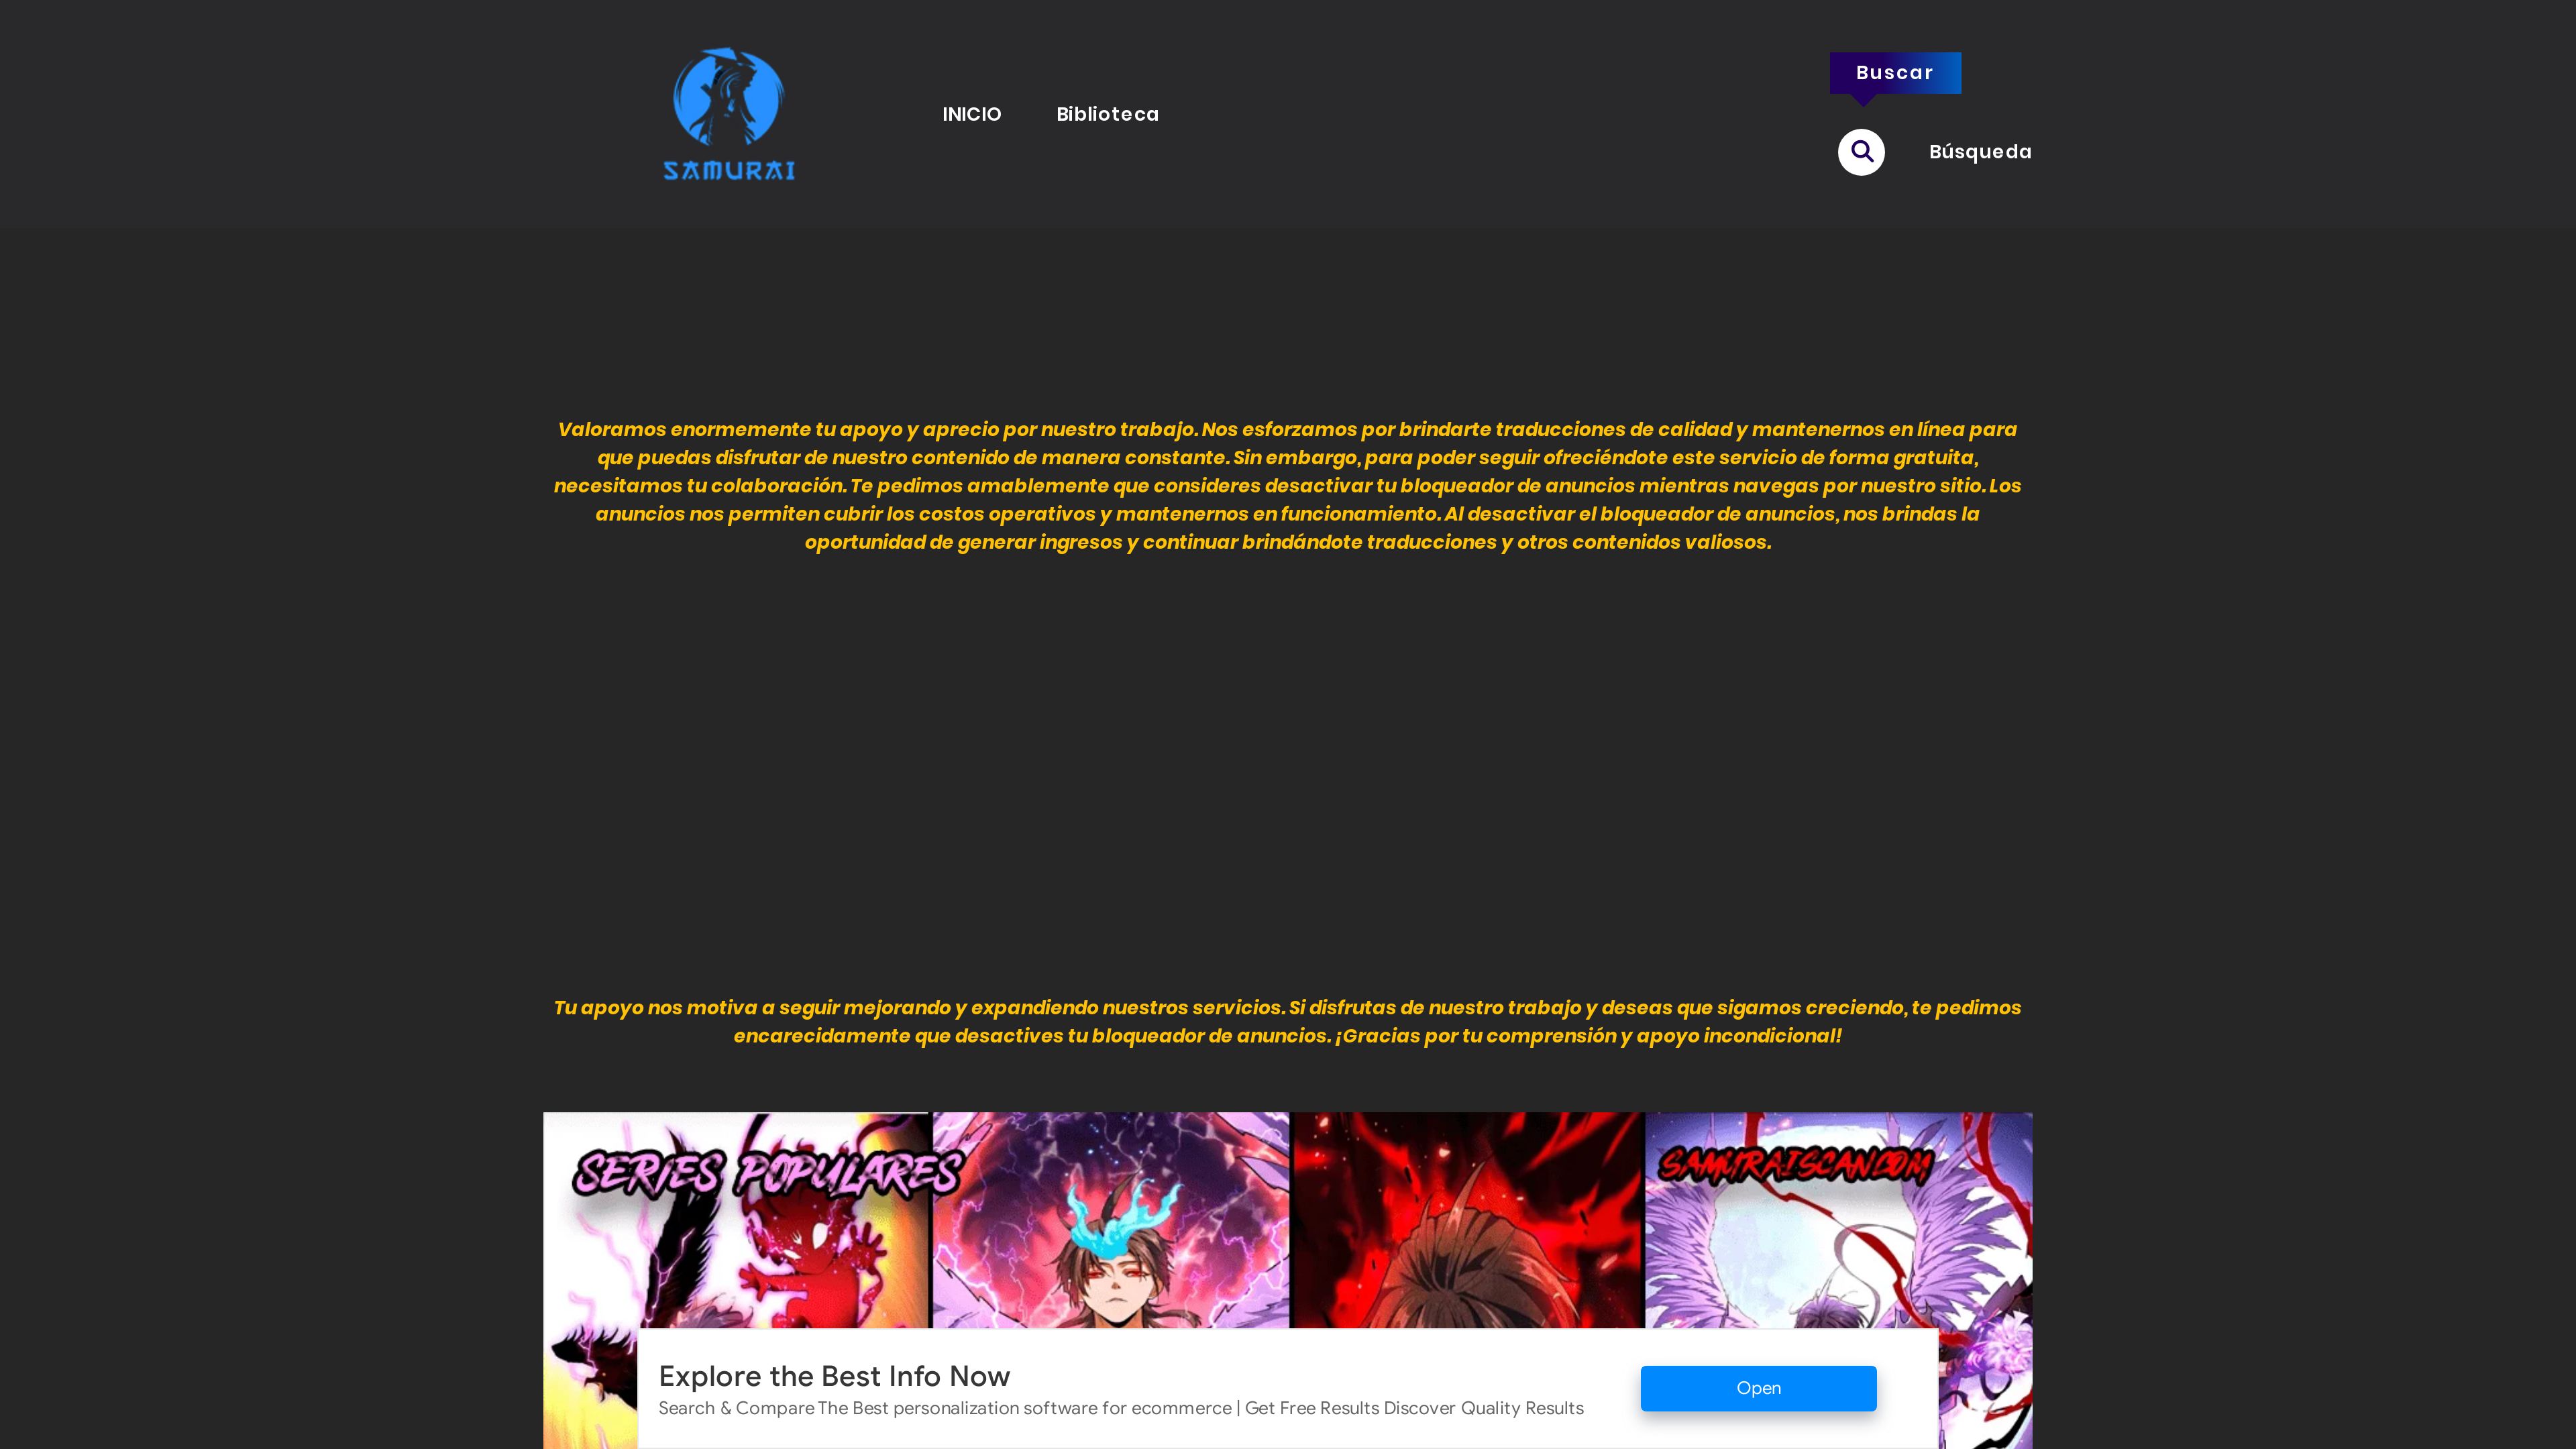 SAMURAI
INICIO
Biblioteca
Buscar
Búsqueda
Valoramos enormemente tu apoyo y aprecio por nuestro trabajo. Nos esforzamos por brindarte traducciones de calidad y mantenernos en línea para
que puedas disfrutar de nuestro contenido de manera constante. Sin embargo, para poder seguir ofreciéndote este servicio de forma gratuita,
necesitamos tu colaboración. Te pedimos amablemente que consideres desactivar tu bloqueador de anuncios mientras navegas por nuestro sitio. Los
anuncios nos permiten cubrir los costos operativos y mantenernos en funcionamiento. Al desactivar el bloqueador de anuncios, nos brindas la
oportunidad de generar ingresos y continuar brindándote traducciones y otros contenidos valiosos.
Tu apoyo nos motiva a seguir mejorando y expandiendo nuestros servicios. Si disfrutas de nuestro trabajo y deseas que sigamos creciendo, te pedimos
encarecidamente que desactives tu bloqueador de anuncios. ¡Gracias por tu comprensión y apoyo incondicional!
SERIES POPULARES
SAMURAISCAN.COM
Explore the Best Info Now
Search & Compare The Best personalization software for ecommerce | Get Free Results Discover Quality Results
Open